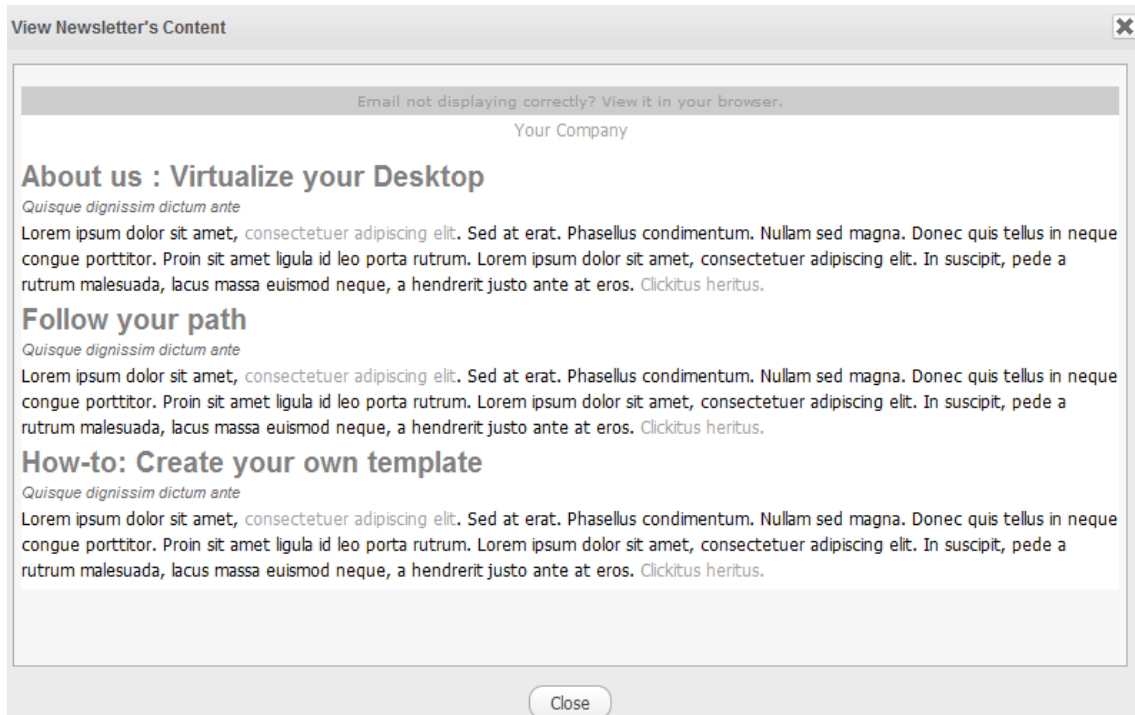 View Newsletter's Content
Email not displaying correctly? View it in your browser.
Your Company
About us : Virtualize your Desktop
Quisque dignissim dictum ante
Lorem ipsum dolor sit amet, consectetuer adipiscing elit. Sed at erat. Phasellus condimentum. Nullam sed magna. Donec quis tellus in neque
congue porttitor. Proin sit amet ligula id leo porta rutrum. Lorem ipsum dolor sit amet, consectetuer adipiscing elit. In suscipit, pede a
rutrum malesuada, lacus massa euismod neque, a hendrerit justo ante at eros. Clickitus heritus.
Follow your path
Quisque dignissim dictum ante
Lorem ipsum dolor sit amet, consectetuer adipiscing elit. Sed at erat. Phasellus condimentum. Nullam sed magna. Donec quis tellus in neque
congue porttitor. Proin sit amet ligula id leo porta rutrum. Lorem ipsum dolor sit amet, consectetuer adipiscing elit. In suscipit, pede a
rutrum malesuada, lacus massa euismod neque, a hendrerit justo ante at eros. Clickitus heritus.
How-to: Create your own template
Quisque dignissim dictum ante
Lorem ipsum dolor sit amet, consectetuer adipiscing elit. Sed at erat. Phasellus condimentum. Nullam sed magna. Donec quis tellus in neque
congue porttitor. Proin sit amet ligula id leo porta rutrum. Lorem ipsum dolor sit amet, consectetuer adipiscing elit. In suscipit, pede a
rutrum malesuada, lacus massa euismod neque, a hendrerit justo ante at eros. Clickitus heritus.
Close